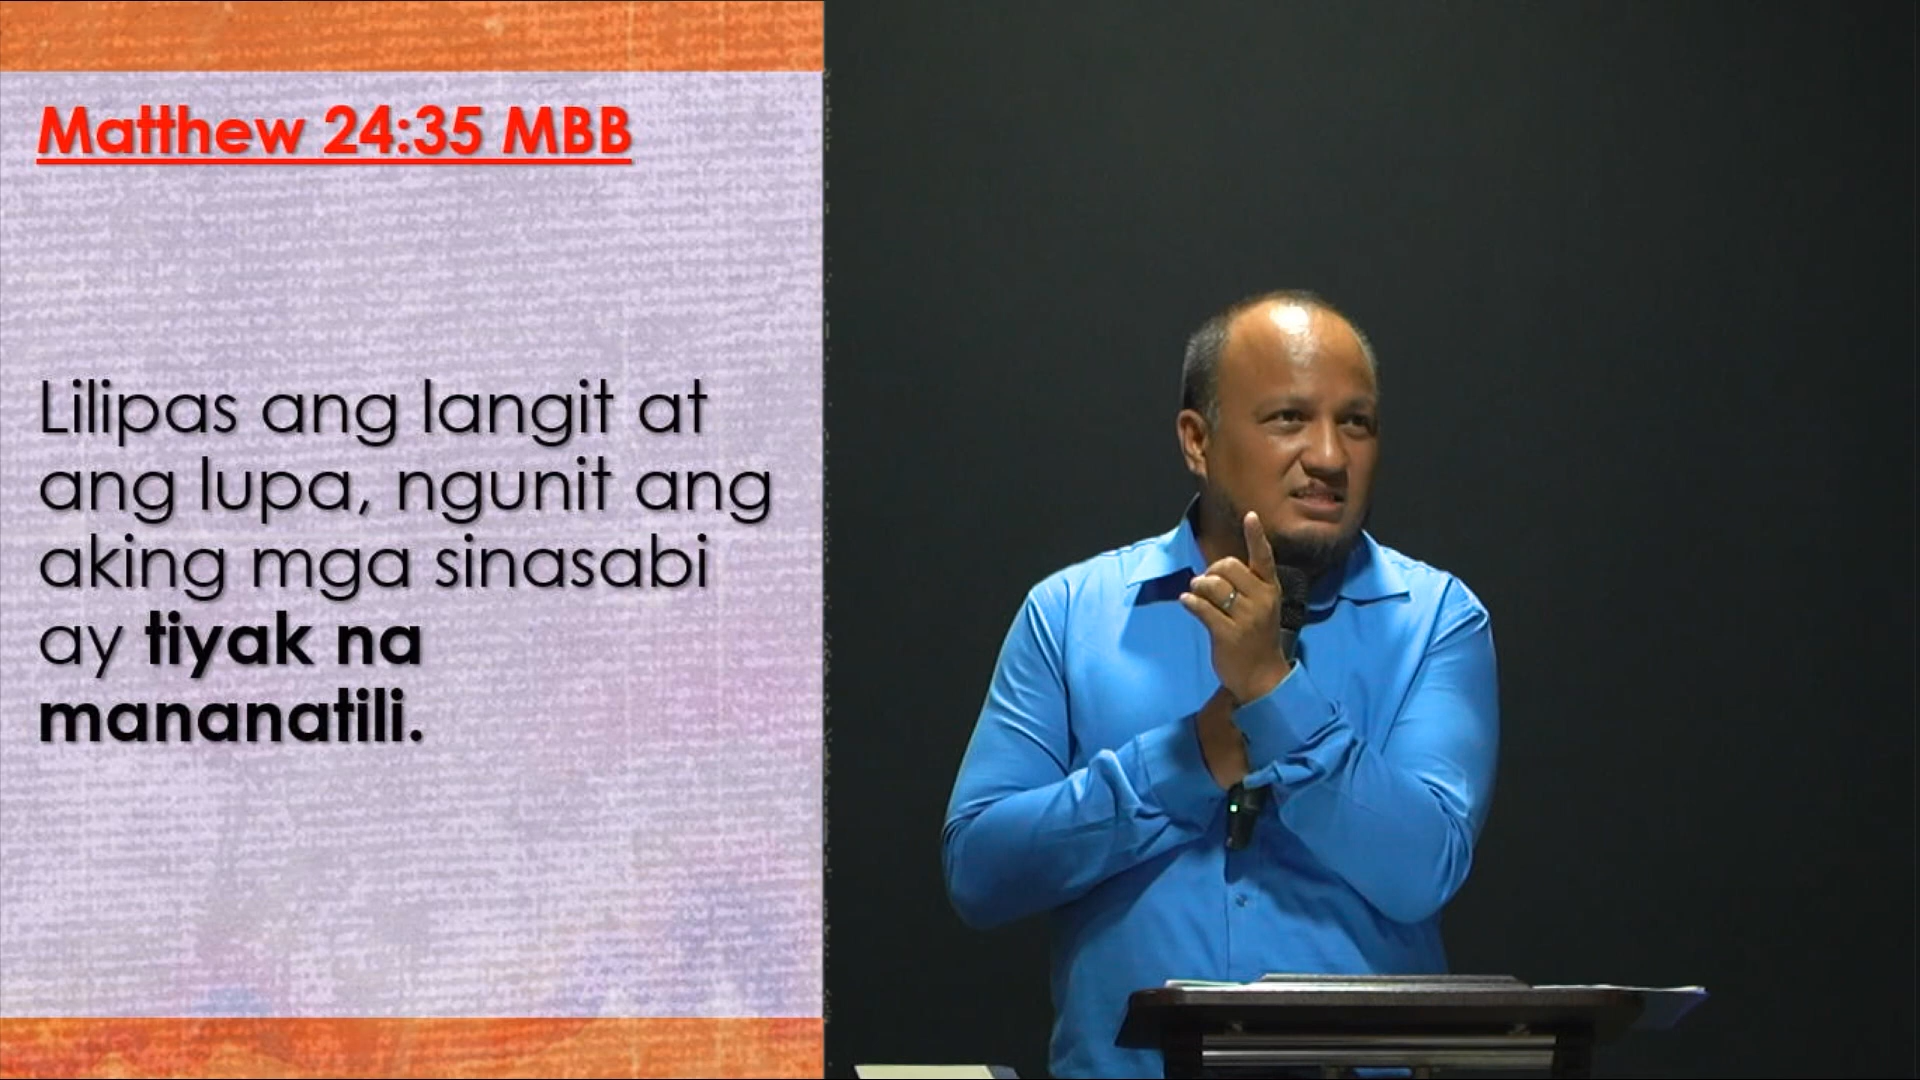 Matthew 24:35 MBB
Lilipas ang langit at
ang lupa, ngunit ang
aking mga sinasabi
ay tiyak na
mananatili.